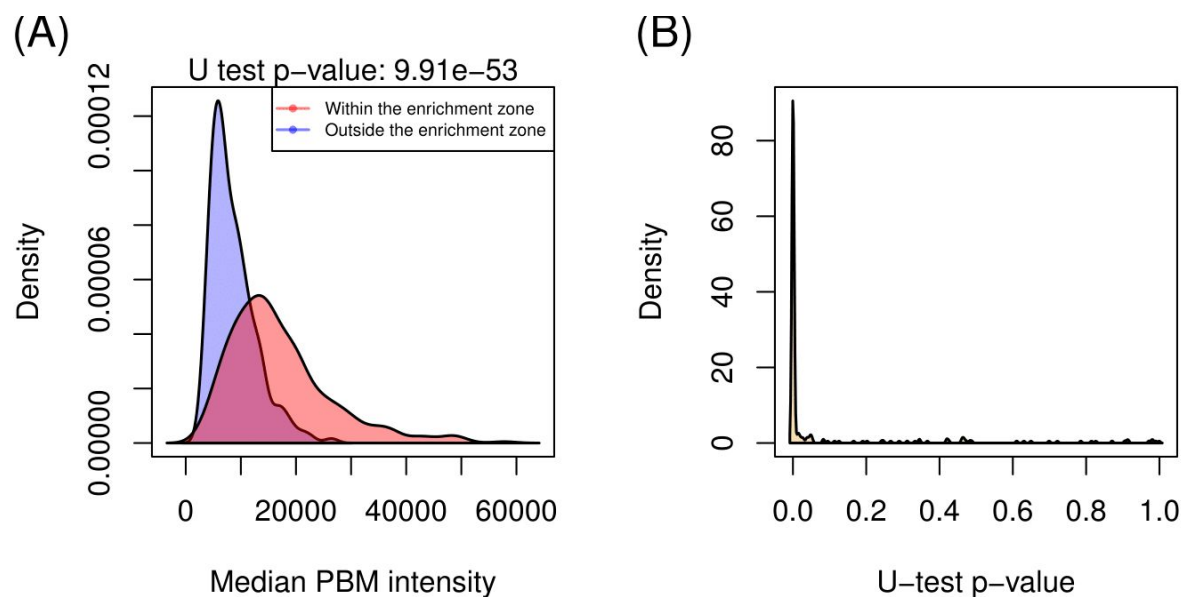 (A)
U test p−value: 9.91e−53
Within the enrichment zone
Outside the enrichment zone
Density
0.00000 0.00006 0.00012
0 20000 40000 60000
Median PBM intensity
(B)
Density
0 20 40 60 80
0.0 0.2 0.4 0.6 0.8 1.0
U−test p−value